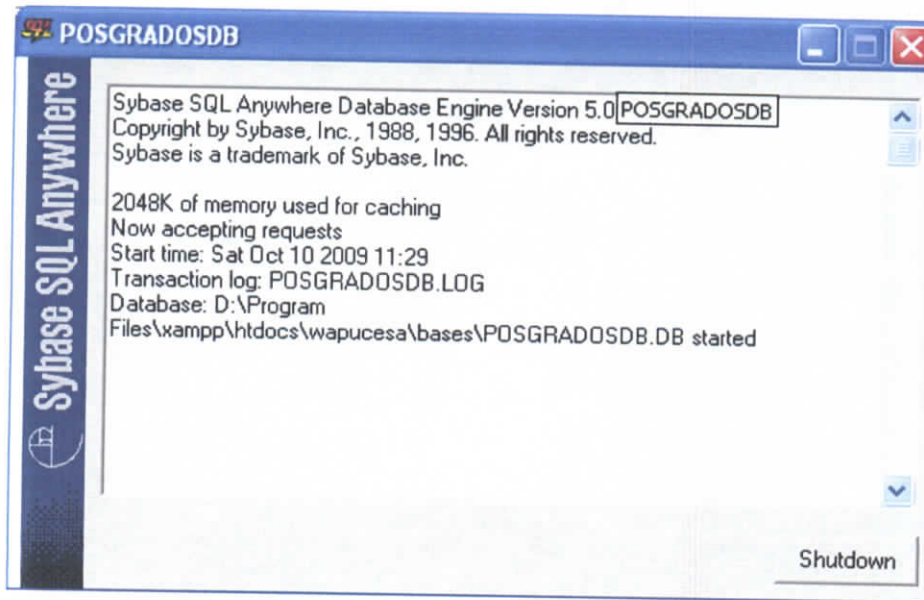 SQL POSGRADOSDB
Sybase SQL Anywhere
Sybase SQL Anywhere Database Engine Version 5.0 POSGRADOSDB
Copyright by Sybase, Inc., 1988, 1996. All rights reserved.
Sybase is a trademark of Sybase, Inc.
2048K of memory used for caching
Now accepting requests
Start time: Sat Oct 10 2009 11:29
Transaction log: POSGRADOSDB.LOG
Database: D:\Program
Files\xampp\htdocs\wapucesa\bases\POSGRADOSDB.DB started
Shutdown